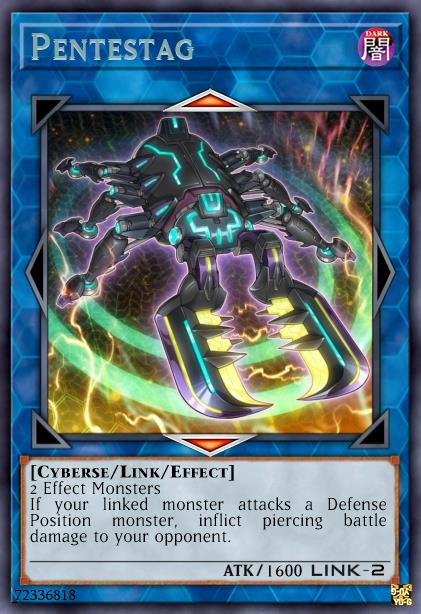 Pentestag
DARK
闇
[Cyberse/Link/Effect]
2 Effect Monsters
If your linked monster attacks a Defense
Position monster, inflict piercing battle
damage to your opponent.
ATK/1600 LINK-2
72336818